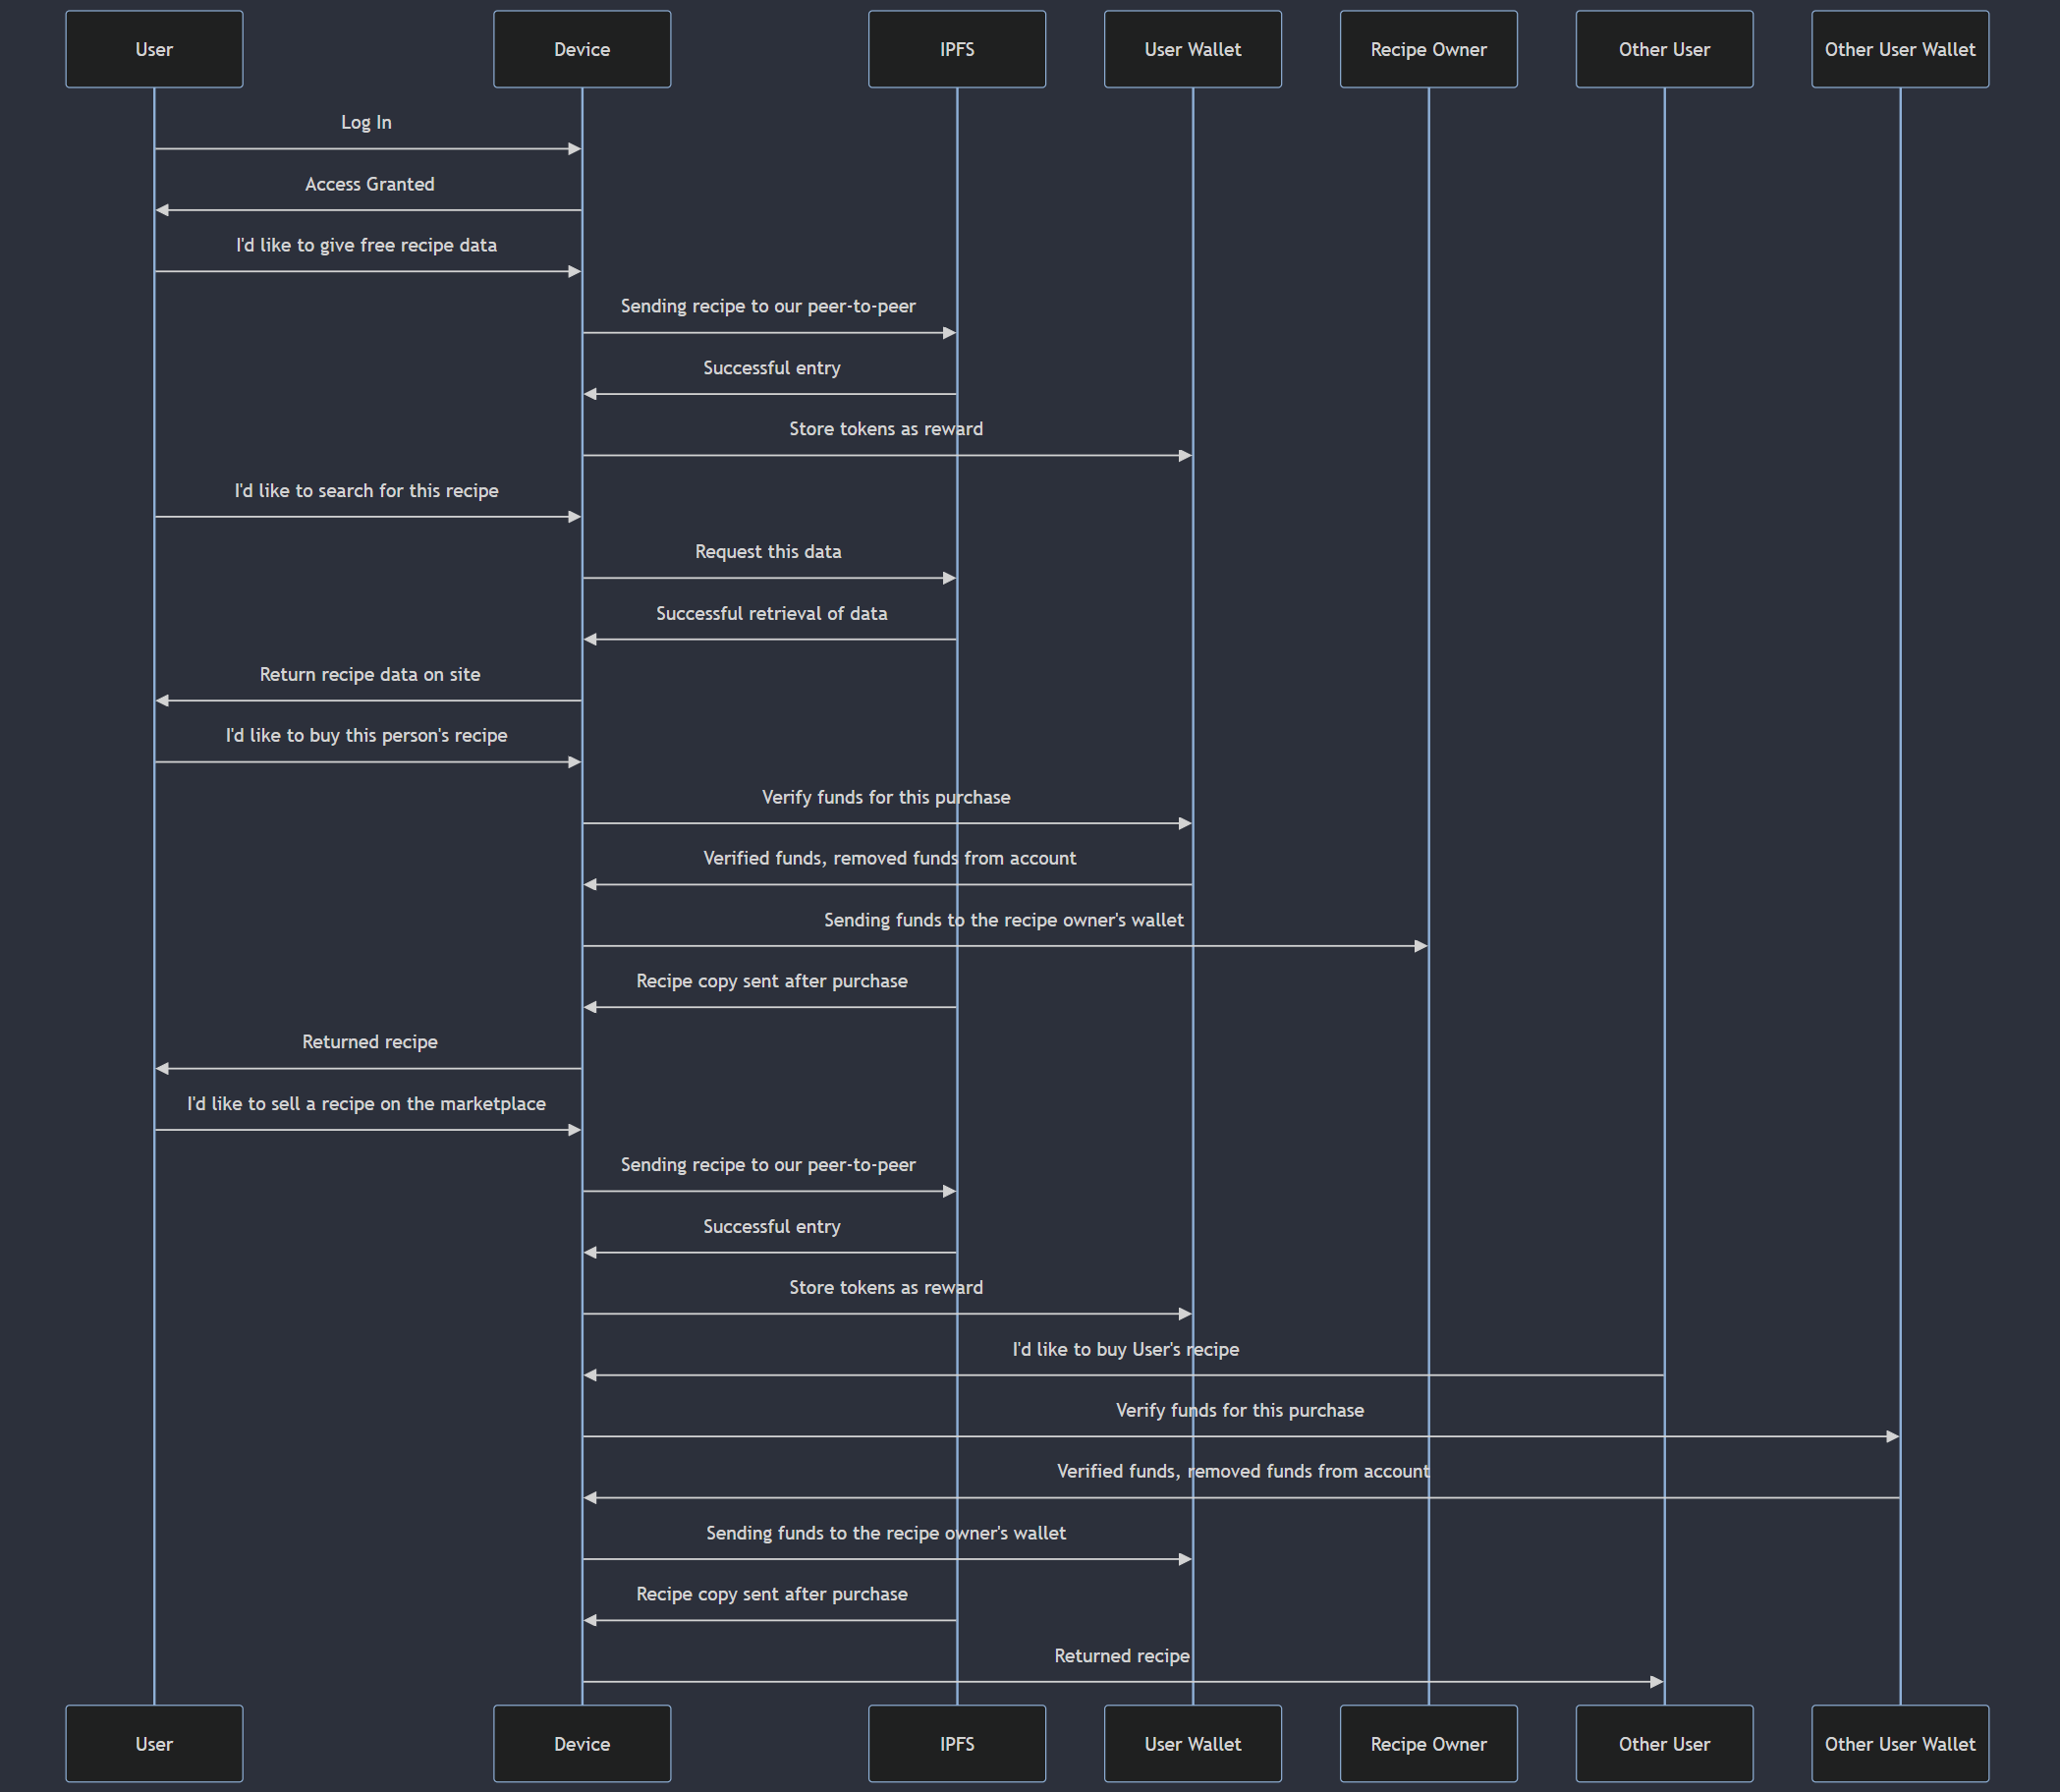 User
Device
IPFS
User Wallet
Recipe Owner
Other User
Other User Wallet
Log In
Access Granted
I'd like to give free recipe data
Sending recipe to our peer-to-peer
Successful entry
Store tokens as reward
I'd like to search for this recipe
Request this data
Successful retrieval of data
Return recipe data on site
I'd like to buy this person's recipe
Verify funds for this purchase
Verified funds, removed funds from account
Sending funds to the recipe owner's wallet
Recipe copy sent after purchase
Returned recipe
I'd like to sell a recipe on the marketplace
Sending recipe to our peer-to-peer
Successful entry
Store tokens as reward
I'd like to buy User's recipe
Verify funds for this purchase
Verified funds, removed funds from account
Sending funds to the recipe owner's wallet
Recipe copy sent after purchase
Returned recipe
User
Device
IPFS
User Wallet
Recipe Owner
Other User
Other User Wallet